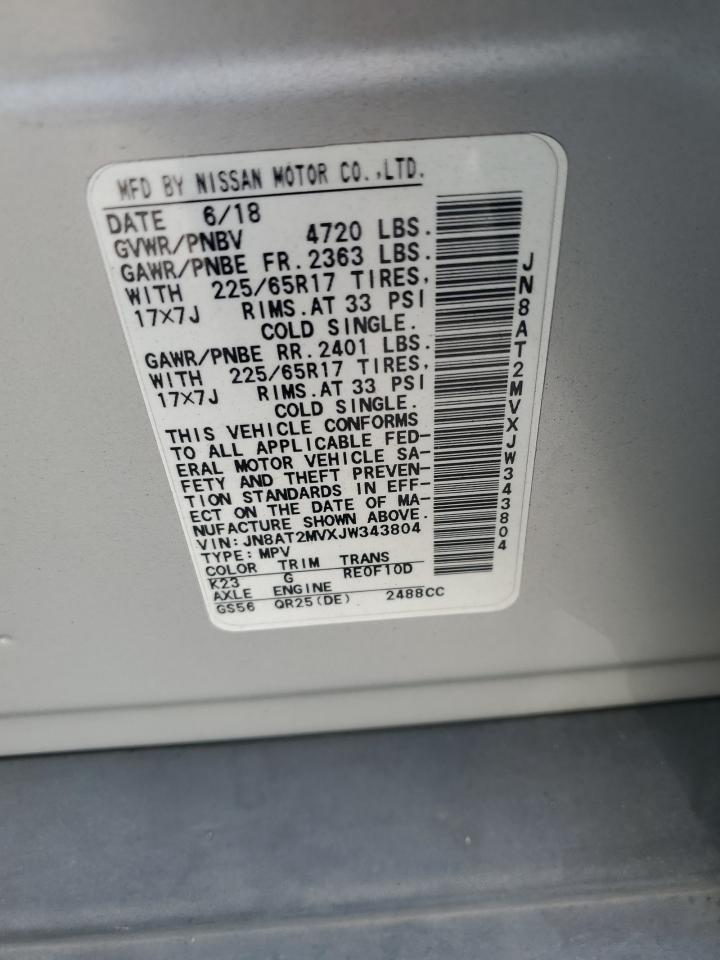 MFD BY NISSAN MOTOR CO.,LTD.
DATE 6/18
GVWR/PNBV 4720 LBS.
GAWR/PNBE FR.2363 LBS.
WITH 225/65R17 TIRES,
17×7J RIMS.AT 33 PSI
COLD SINGLE.
GAWR/PNBE RR.2401 LBS.
WITH 225/65R17 TIRES,
17×7J RIMS.AT 33 PSI
COLD SINGLE.
THIS VEHICLE CONFORMS
TO ALL APPLICABLE FED-
ERAL MOTOR VEHICLE SA-
FETY AND THEFT PREVEN-
TION STANDARDS IN EFF-
ECT ON THE DATE OF MA-
NUFACTURE SHOWN ABOVE.
VIN: JN8AT2MVXJW343804
TYPE: MPV
COLOR TRIM TRANS
K23 G RE0F10D
AXLE ENGINE
GS56 QR25(DE) 2488CC
JN8AT2MVXJW343804